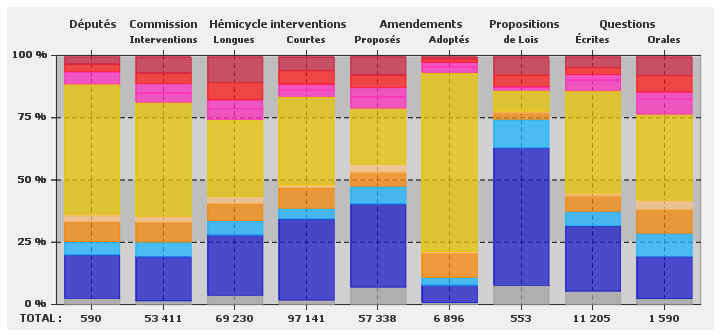 Députés Commission Hémicycle interventions Amendements Propositions Questions
Interventions Longues Courtes Proposés Adoptés de Lois Écrites Orales
100 %
75 %
50 %
25 %
0 %
TOTAL : 590 53 411 69 230 97 141 57 338 6 896 553 11 205 1 590